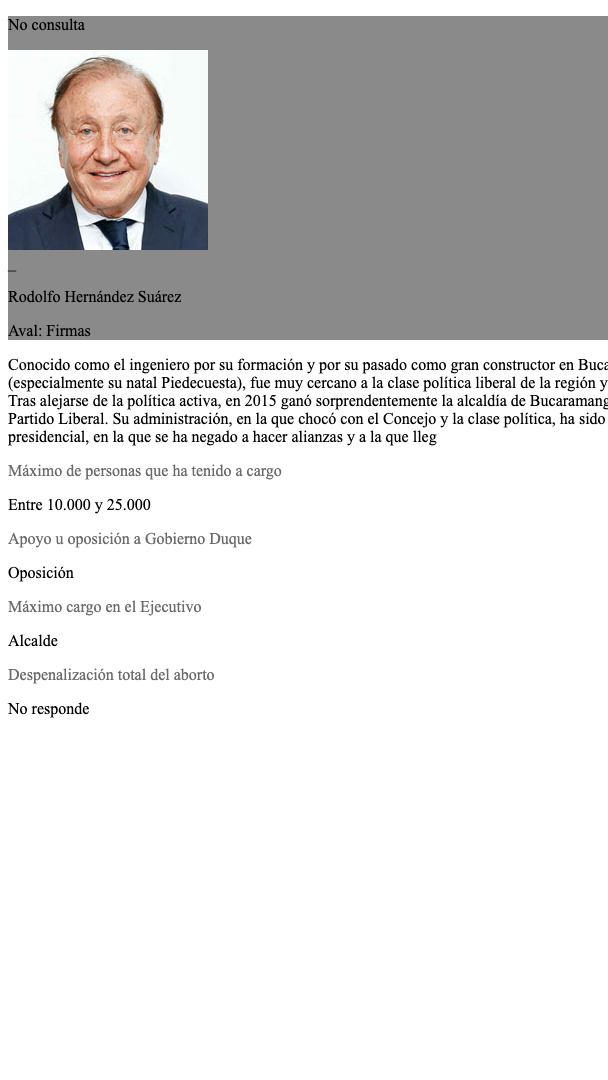 No consulta
_
Rodolfo Hernández Suárez
Aval: Firmas
Conocido como el ingeniero por su formación y por su pasado como gran constructor en Buca
(especialmente su natal Piedecuesta), fue muy cercano a la clase política liberal de la región y
Tras alejarse de la política activa, en 2015 ganó sorprendentemente la alcaldía de Bucaramang
Partido Liberal. Su administración, en la que chocó con el Concejo y la clase política, ha sido
presidencial, en la que se ha negado a hacer alianzas y a la que lleg
Máximo de personas que ha tenido a cargo
Entre 10.000 y 25.000
Apoyo u oposición a Gobierno Duque
Oposición
Máximo cargo en el Ejecutivo
Alcalde
Despenalización total del aborto
No responde